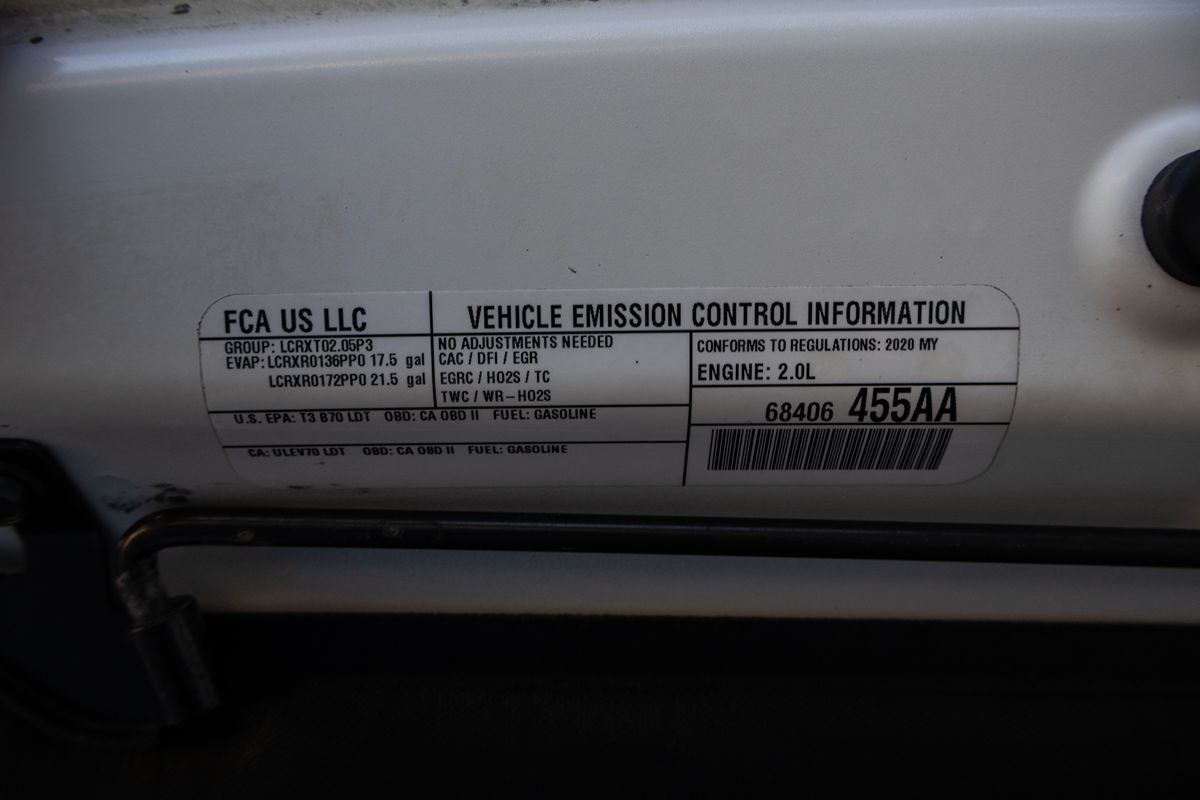 FCA US LLC
VEHICLE EMISSION CONTROL INFORMATION
GROUP: LCRXT02.05P3
EVAP: LCRXR0136PP0 17.5 gal
LCRXR0172PP0 21.5 gal
NO ADJUSTMENTS NEEDED
CAC / DFI / EGR
EGRC / HO2S / TC
TWC / WR-HO2S
CONFORMS TO REGULATIONS: 2020 MY
ENGINE: 2.0L
68406 455AA
U.S. EPA: T3 B70 LDT OBD: CA OBD II FUEL: GASOLINE
CA: ULEV70 LDT OBD: CA OBD II FUEL: GASOLINE